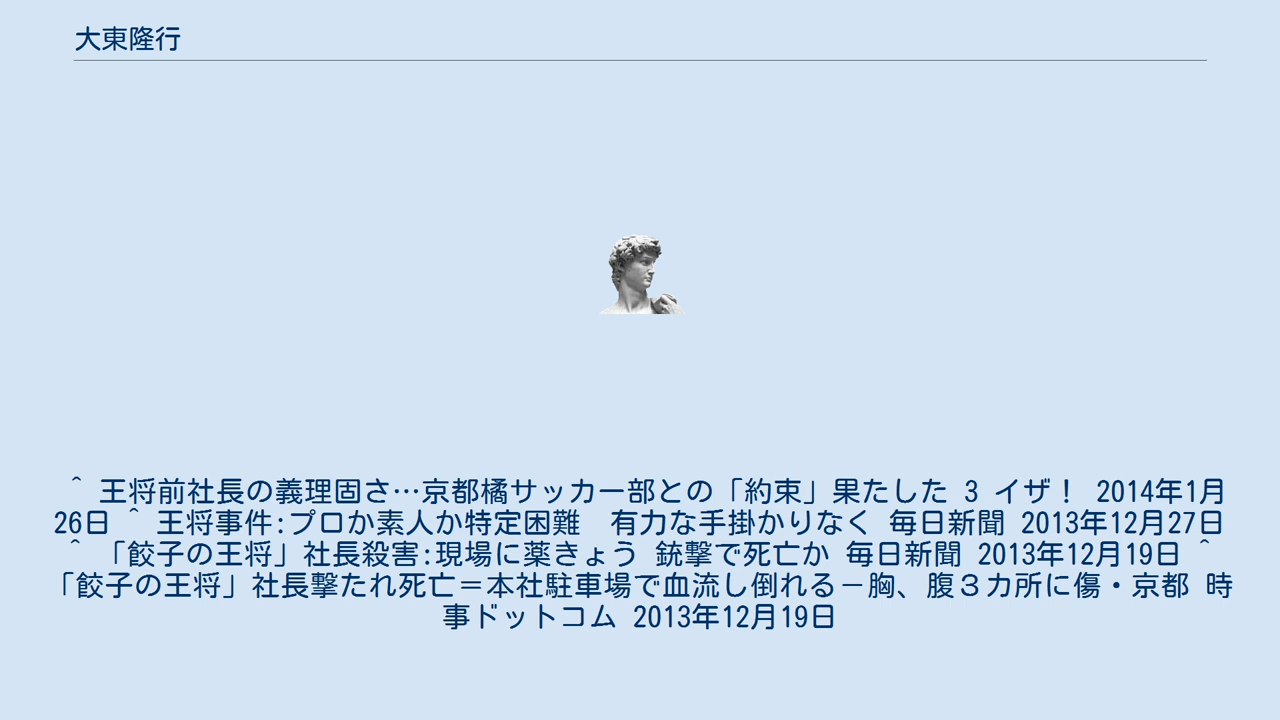 大東隆行
^ 王将前社長の義理固さ…京都橘サッカー部との「約束」果たした 3 イザ！ 2014年1月
26日 ^ 王将事件:プロか素人か特定困難　有力な手掛かりなく 毎日新聞 2013年12月27日
^ 「餃子の王将」社長殺害:現場に薬きょう 銃撃で死亡か 毎日新聞 2013年12月19日 ^
「餃子の王将」社長撃たれ死亡＝本社駐車場で血流し倒れる－胸、腹３カ所に傷・京都 時
事ドットコム 2013年12月19日